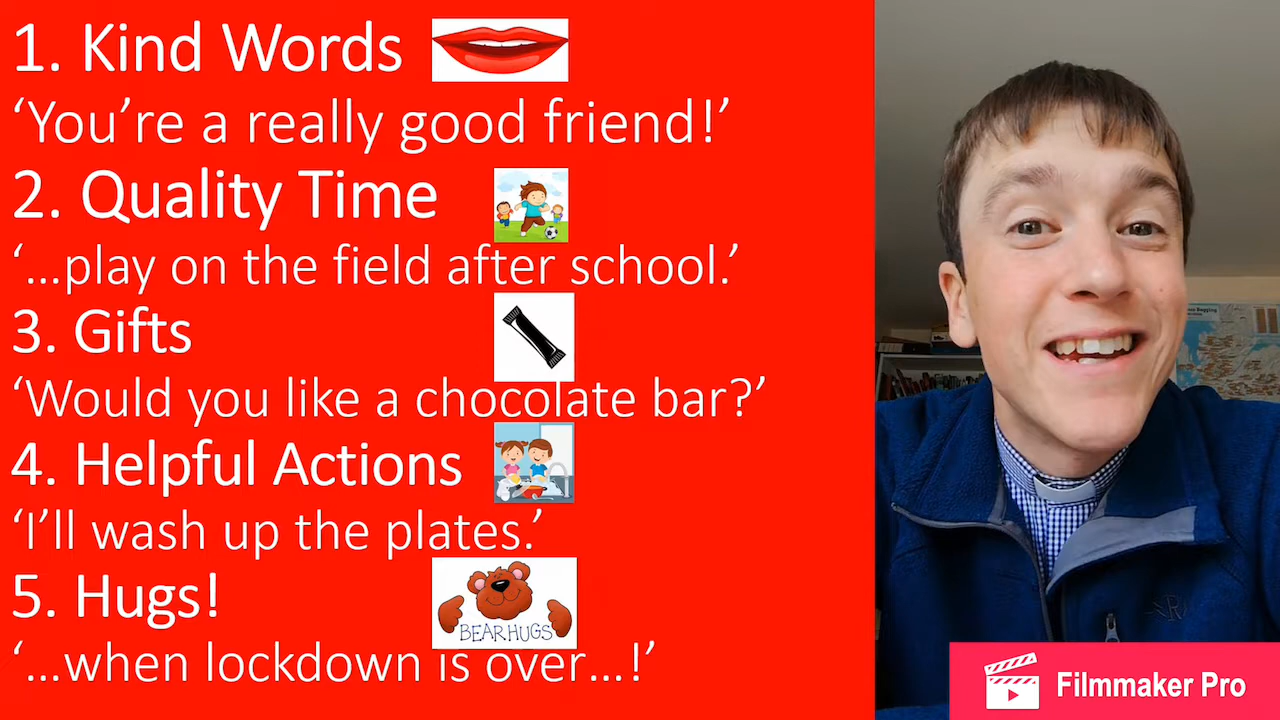 1. Kind Words
‘You’re a really good friend!’
2. Quality Time
‘...play on the field after school.’
3. Gifts
‘Would you like a chocolate bar?’
4. Helpful Actions
‘I’ll wash up the plates.’
5. Hugs!
BEARHUGS
‘...when lockdown is over...!’
Filmmaker Pro